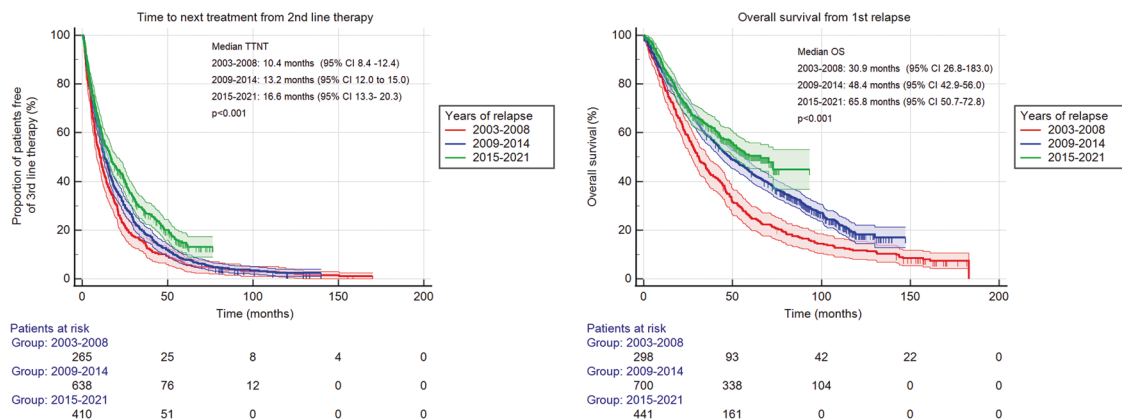 Time to next treatment from 2nd line therapy
Proportion of patients free
of 3rd line therapy (%)
100
80
60
40
20
0
Median TTNT
2003-2008: 10.4 months (95% CI 8.4 -12.4)
2009-2014: 13.2 months (95% CI 12.0 to 15.0)
2015-2021: 16.6 months (95% CI 13.3- 20.3)
p<0.001
0 50 100 150 200
Time (months)
Years of relapse
2003-2008
2009-2014
2015-2021
Patients at risk
Group: 2003-2008
265 25 8 4 0
Group: 2009-2014
638 76 12 0 0
Group: 2015-2021
410 51 0 0 0
Overall survival from 1st relapse
Overall survival (%)
100
80
60
40
20
0
Median OS
2003-2008: 30.9 months (95% CI 26.8-183.0)
2009-2014: 48.4 months (95% CI 42.9-56.0)
2015-2021: 65.8 months (95% CI 50.7-72.8)
p<0.001
0 50 100 150 200
Time (months)
Years of relapse
2003-2008
2009-2014
2015-2021
Patients at risk
Group: 2003-2008
298 93 42 22 0
Group: 2009-2014
700 338 104 0 0
Group: 2015-2021
441 161 0 0 0